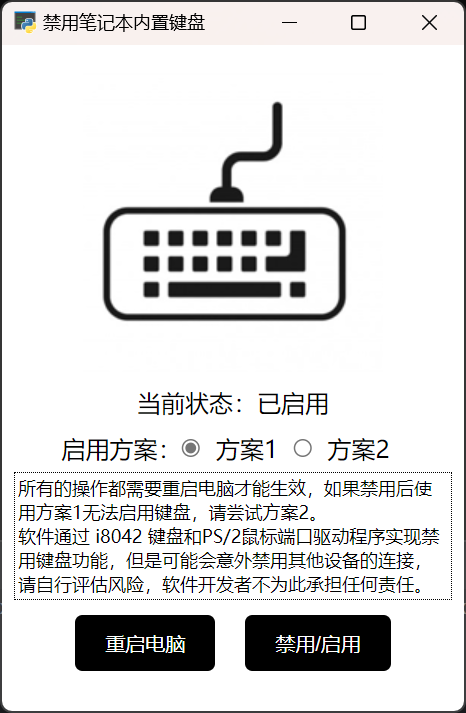 禁用笔记本内置键盘
当前状态：已启用
启用方案： 方案1 方案2
所有的操作都需要重启电脑才能生效，如果禁用后使
用方案1无法启用键盘，请尝试方案2。
软件通过 i8042 键盘和PS/2鼠标端口驱动程序实现禁
用键盘功能，但是可能会意外禁用其他设备的连接，
请自行评估风险，软件开发者不为此承担任何责任。
重启电脑 禁用/启用